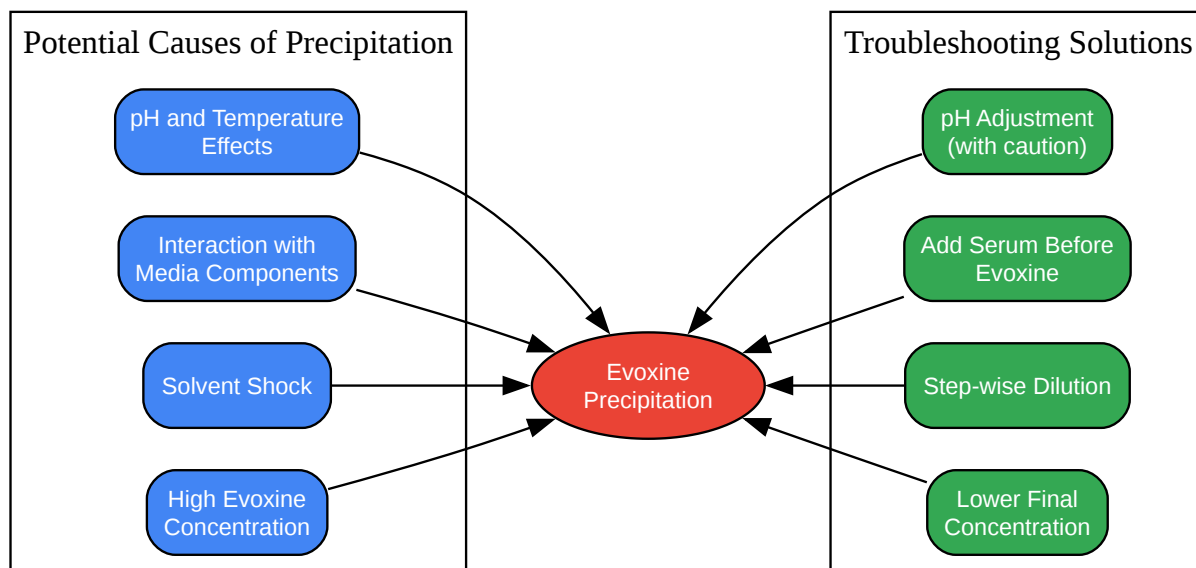 Potential Causes of Precipitation
pH and Temperature
Effects
Interaction with
Media Components
Solvent Shock
High Evoxine
Concentration
Evoxine
Precipitation
Troubleshooting Solutions
pH Adjustment
(with caution)
Add Serum Before
Evoxine
Step-wise Dilution
Lower Final
Concentration